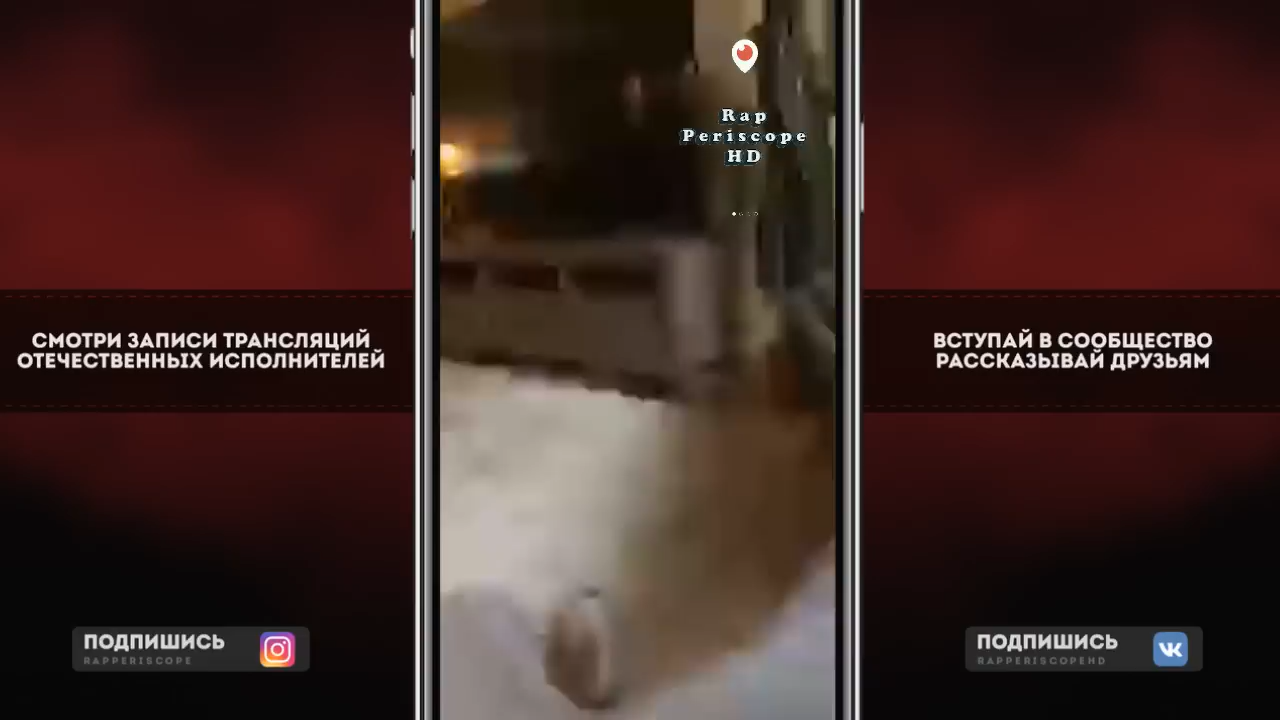 Rap
Periscope
HD
СМОТРИ ЗАПИСИ ТРАНСЛЯЦИЙ
ОТЕЧЕСТВЕННЫХ ИСПОЛНИТЕЛЕЙ
ВСТУПАЙ В СООБЩЕСТВО
РАССКАЗЫВАЙ ДРУЗЬЯМ
ПОДПИШИСЬ
RAPPERISCOPE
ПОДПИШИСЬ
RAPPERISCOPEHD